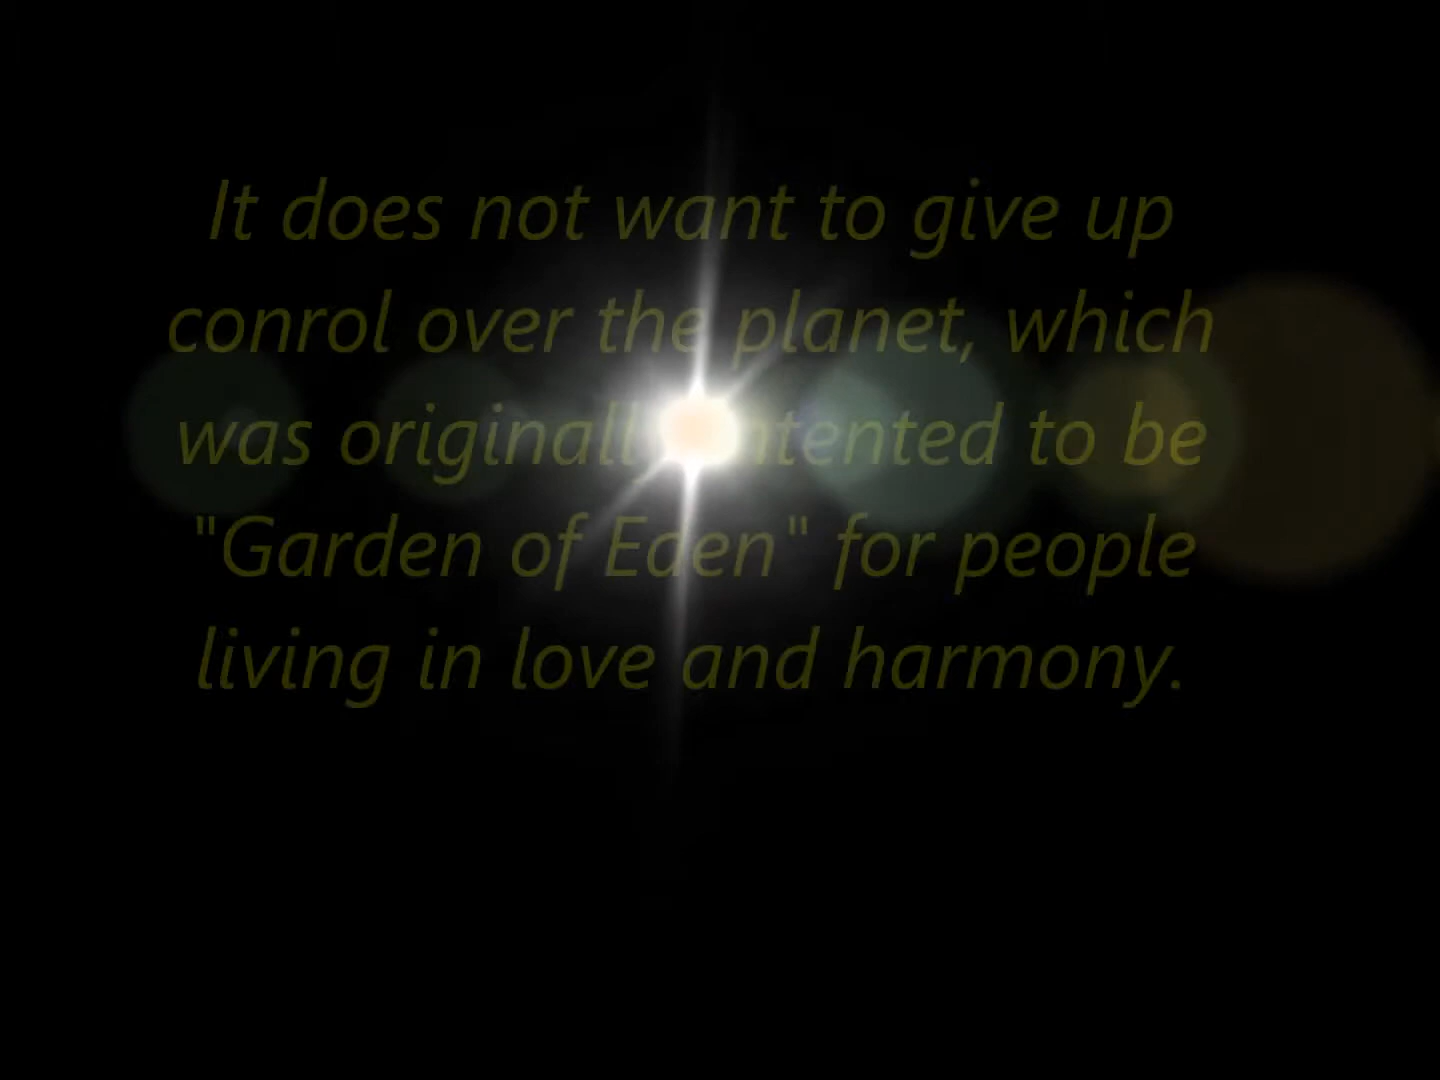 It does not want to give up
conrol over the planet, which
was originally intented to be
"Garden of Eden" for people
living in love and harmony.